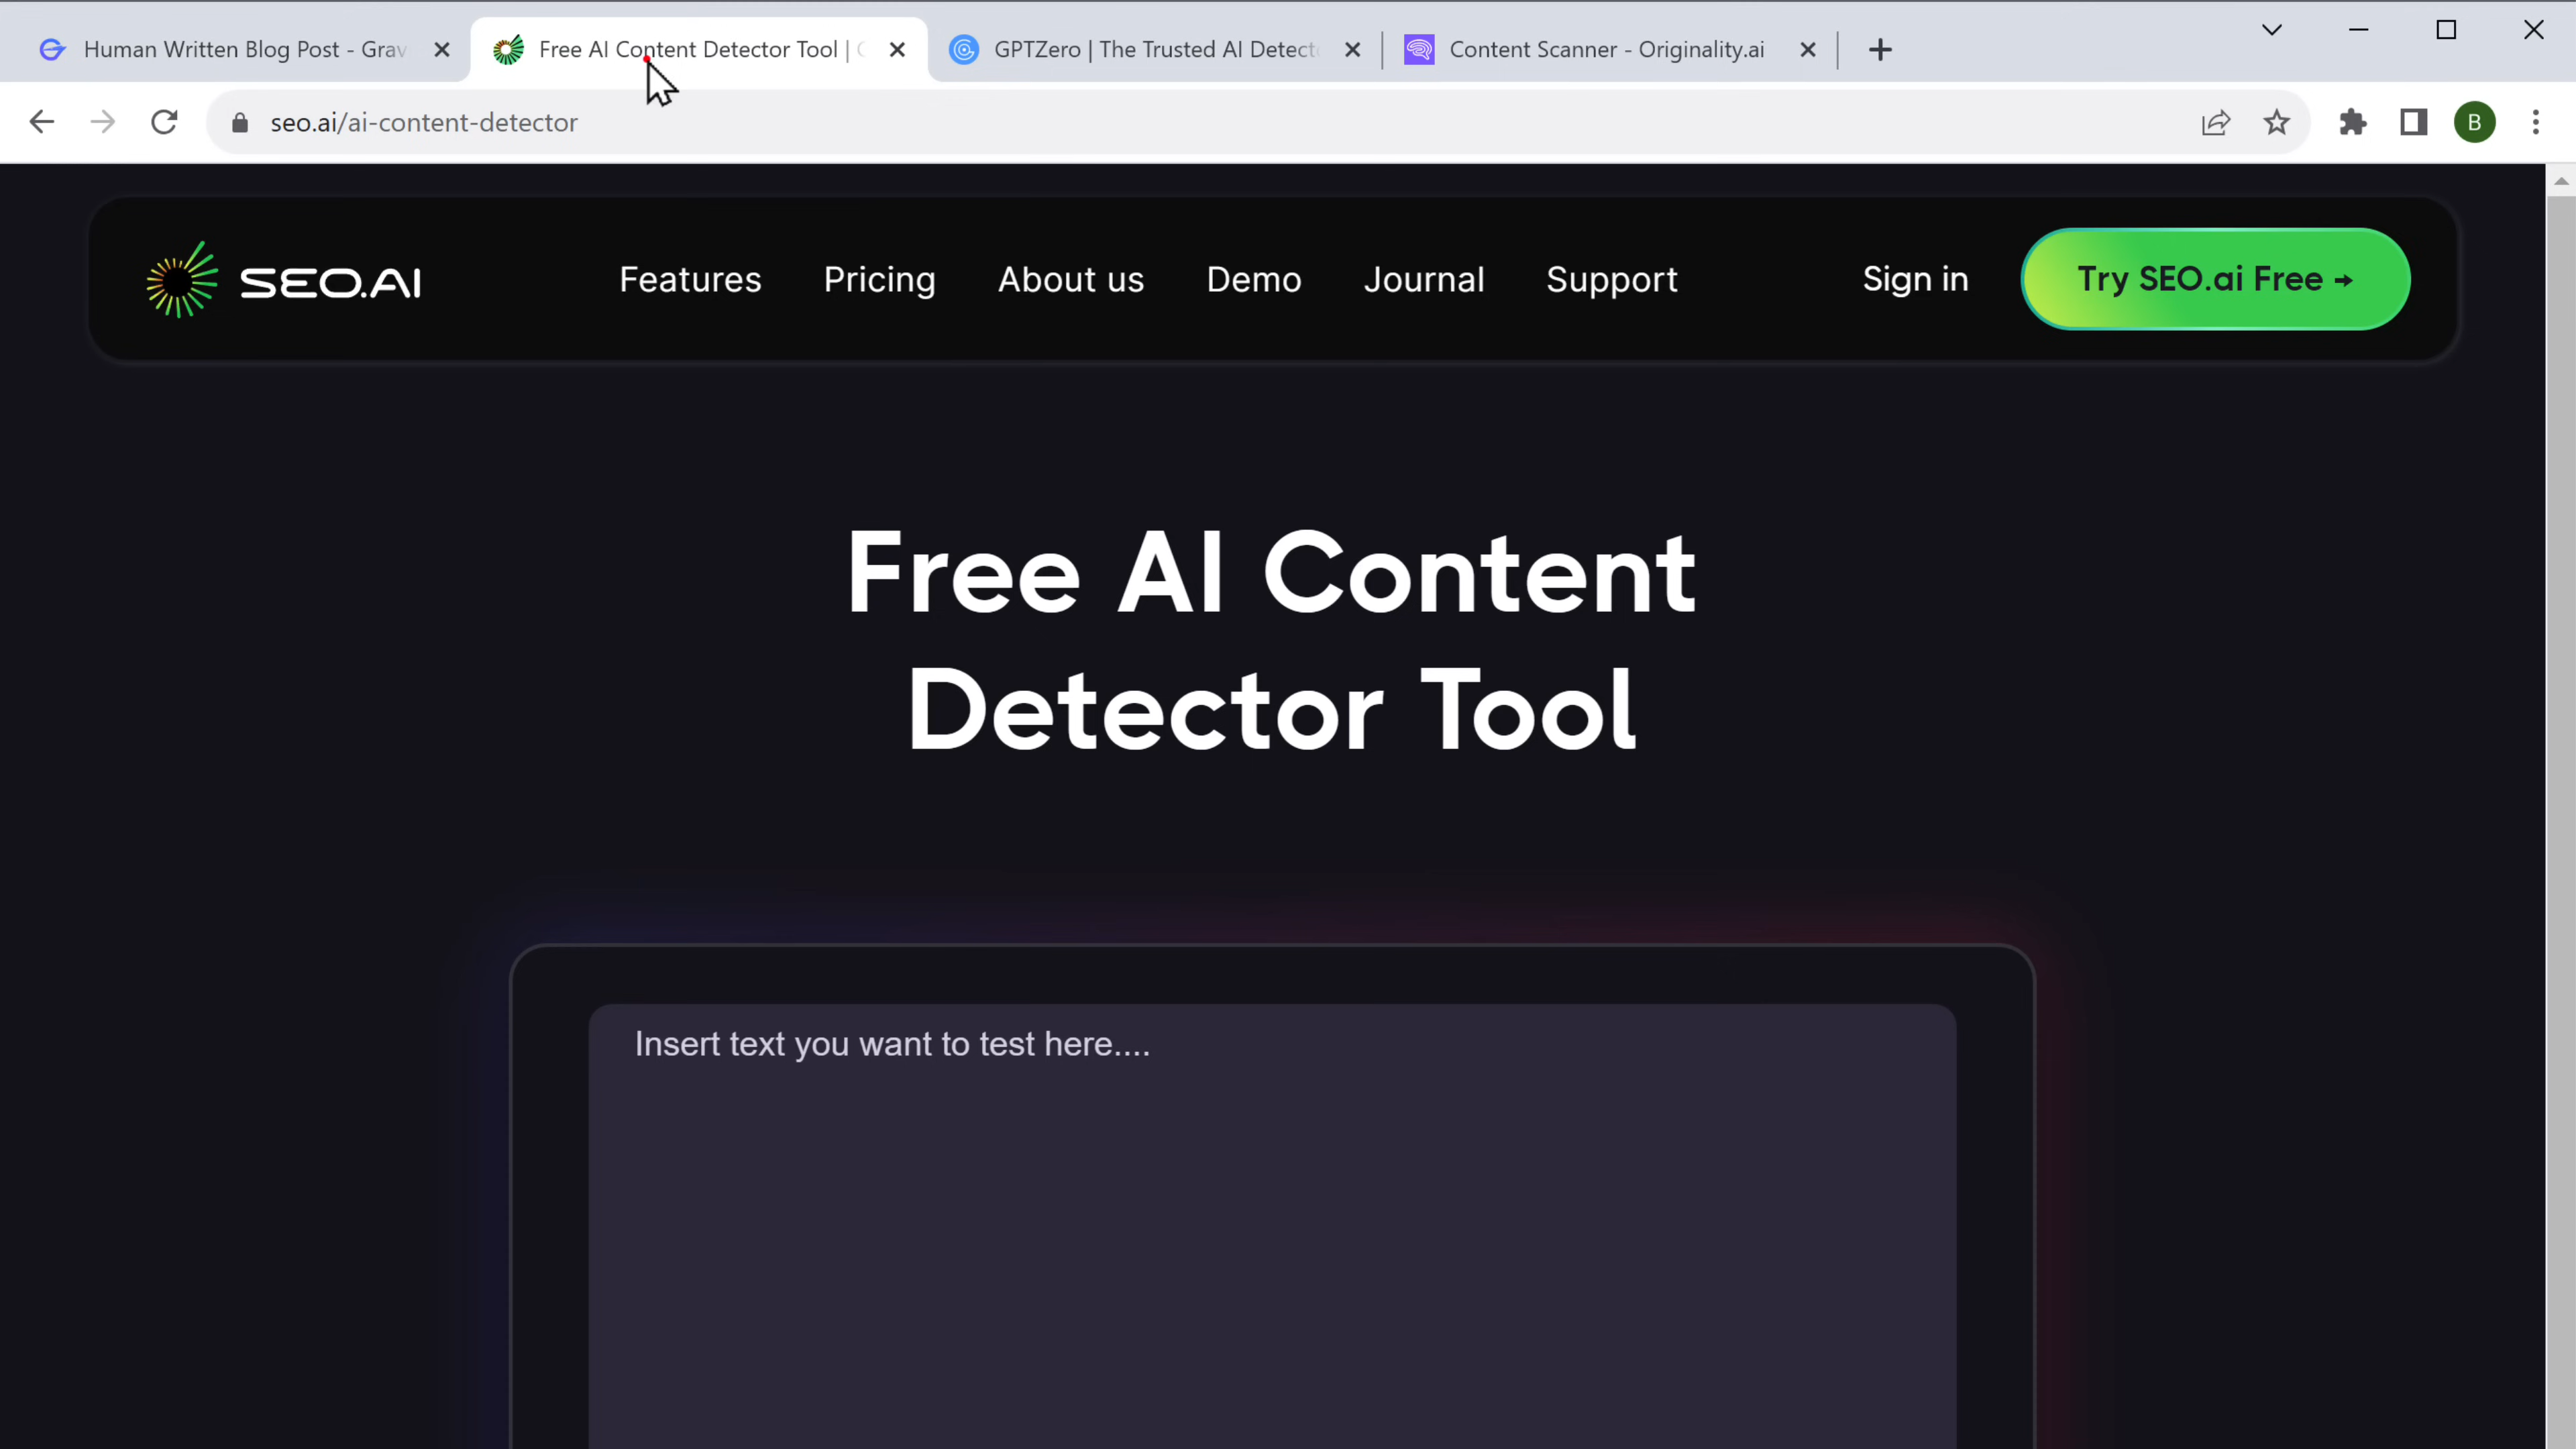 Human Written Blog Post - Grav
Free AI Content Detector Tool |
GPTZero | The Trusted AI Detect
Content Scanner - Originality.ai
seo.ai/ai-content-detector
B
SEO.AI
Features
Pricing
About us
Demo
Journal
Support
Sign in
Try SEO.ai Free →
Free AI Content
Detector Tool
Insert text you want to test here....